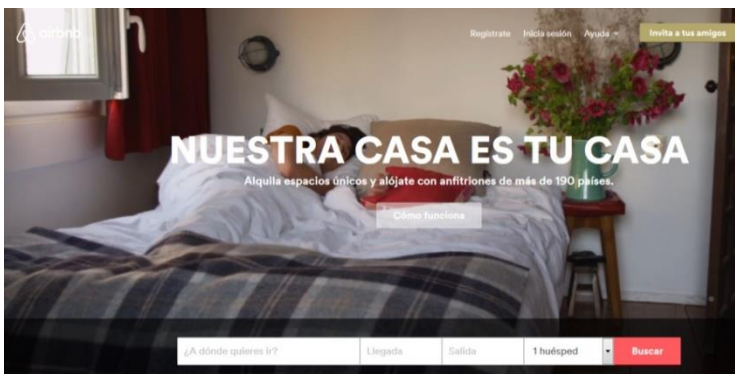 airbnb
Regístrate Inicia sesión Ayuda Invita a tus amigos
NUESTRA CASA ES TU CASA
Alquila espacios únicos y alójate con anfitriones de más de 190 países.
Cómo funciona
¿A dónde quieres ir? Llegada Salida 1 huésped Buscar